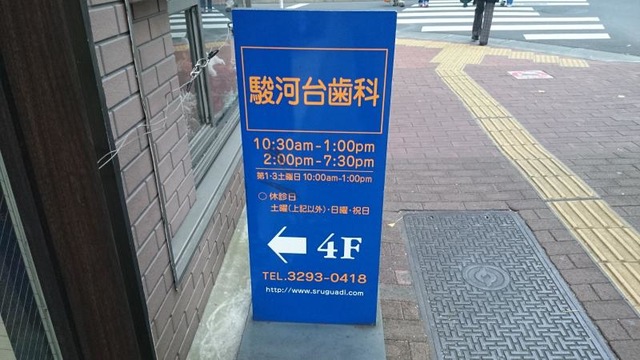 駿河台歯科
10:30am-1:00pm
2:00pm-7:30pm
第1·3土曜日 10:00am-1:00pm
○休診日
土曜(上記以外)·日曜·祝日
4F
TEL.3293-0418
http://www.sruguadi.com